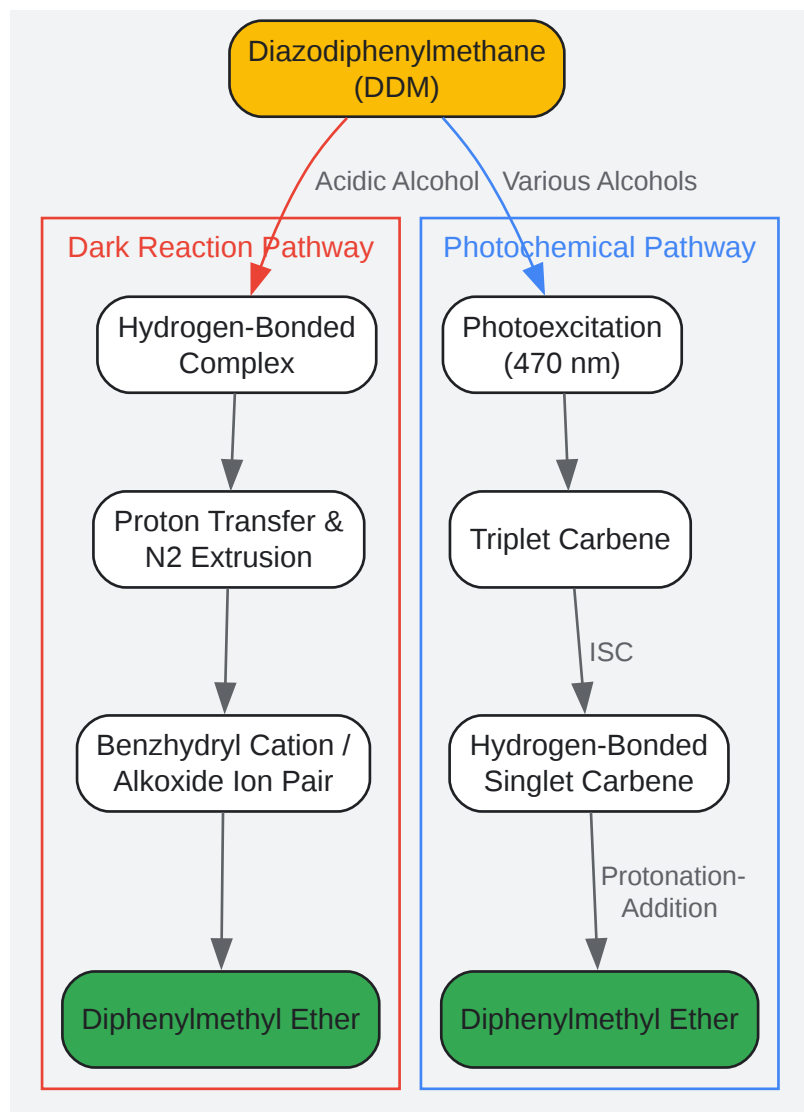 Diazodiphenylmethane
(DDM)
Acidic Alcohol
Various Alcohols
Dark Reaction Pathway
Hydrogen-Bonded
Complex
Proton Transfer &
N2 Extrusion
Benzhydryl Cation /
Alkoxide Ion Pair
Diphenylmethyl Ether
Photochemical Pathway
Photoexcitation
(470 nm)
Triplet Carbene
ISC
Hydrogen-Bonded
Singlet Carbene
Protonation-
Addition
Diphenylmethyl Ether